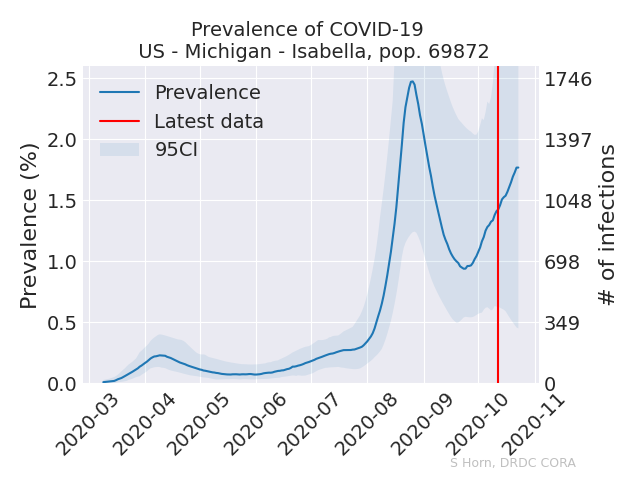 Prevalence of COVID-19
US - Michigan - Isabella, pop. 69872
Prevalence
Latest data
95CI
Prevalence (%)
2.5
2.0
1.5
1.0
0.5
0.0
1746
1397
1048
698
349
0
# of infections
2020-03
2020-04
2020-05
2020-06
2020-07
2020-08
2020-09
2020-10
2020-11
S Horn, DRDC CORA